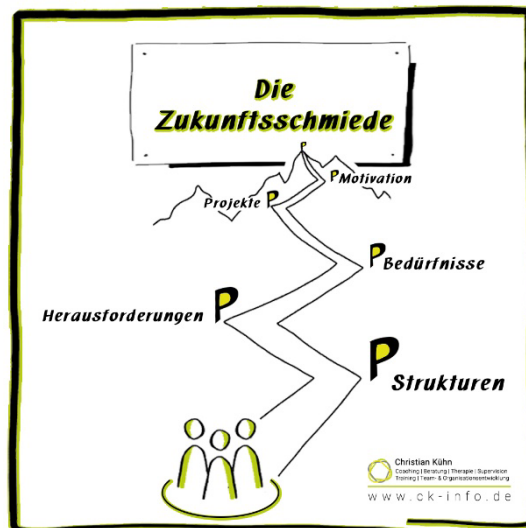 Die
Zukunftsschmiede
Motivation
Projekte
Bedürfnisse
Herausforderungen
Strukturen
Christian Kühn
Coaching | Beratung | Therapie | Supervision
Training | Team- & Organisationsentwicklung
www.ck-info.de